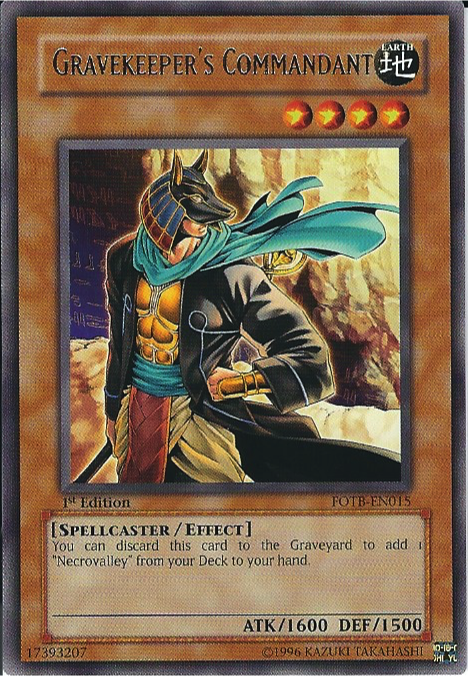 GRAVEKEEPER'S COMMANDANT
EARTH
地
1st Edition
FOTB-EN015
[SPELLCASTER / EFFECT]
You can discard this card to the Graveyard to add 1
"Necrovalley" from your Deck to your hand.
ATK/1600 DEF/1500
17393207
©1996 KAZUKI TAKAHASHI